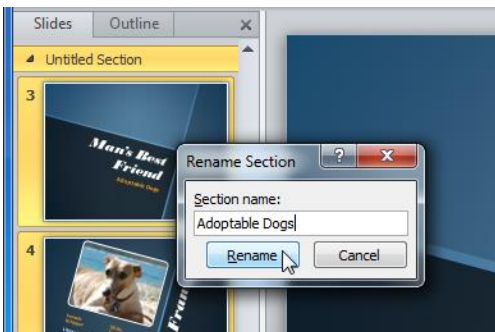 Slides Outline
Untitled Section
3
Man's Best
Friend
Adoptable Dogs
Rename Section
Section name:
Adoptable Dogs
Rename Cancel
4